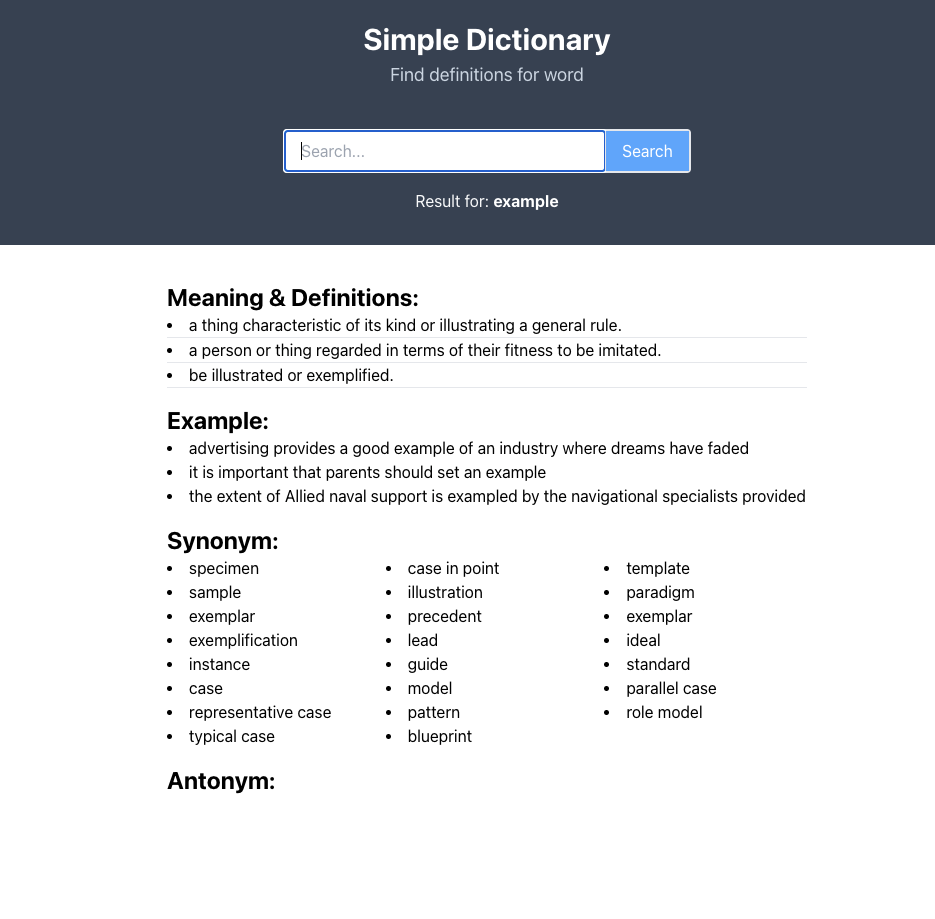 Simple Dictionary
Find definitions for word
Search...
Search
Result for: example
Meaning & Definitions:
• a thing characteristic of its kind or illustrating a general rule.
• a person or thing regarded in terms of their fitness to be imitated.
• be illustrated or exemplified.
Example:
• advertising provides a good example of an industry where dreams have faded
• it is important that parents should set an example
• the extent of Allied naval support is exampled by the navigational specialists provided
Synonym:
• specimen
• sample
• exemplar
• exemplification
• instance
• case
• representative case
• typical case
• case in point
• illustration
• precedent
• lead
• guide
• model
• pattern
• blueprint
• template
• paradigm
• exemplar
• ideal
• standard
• parallel case
• role model
Antonym: